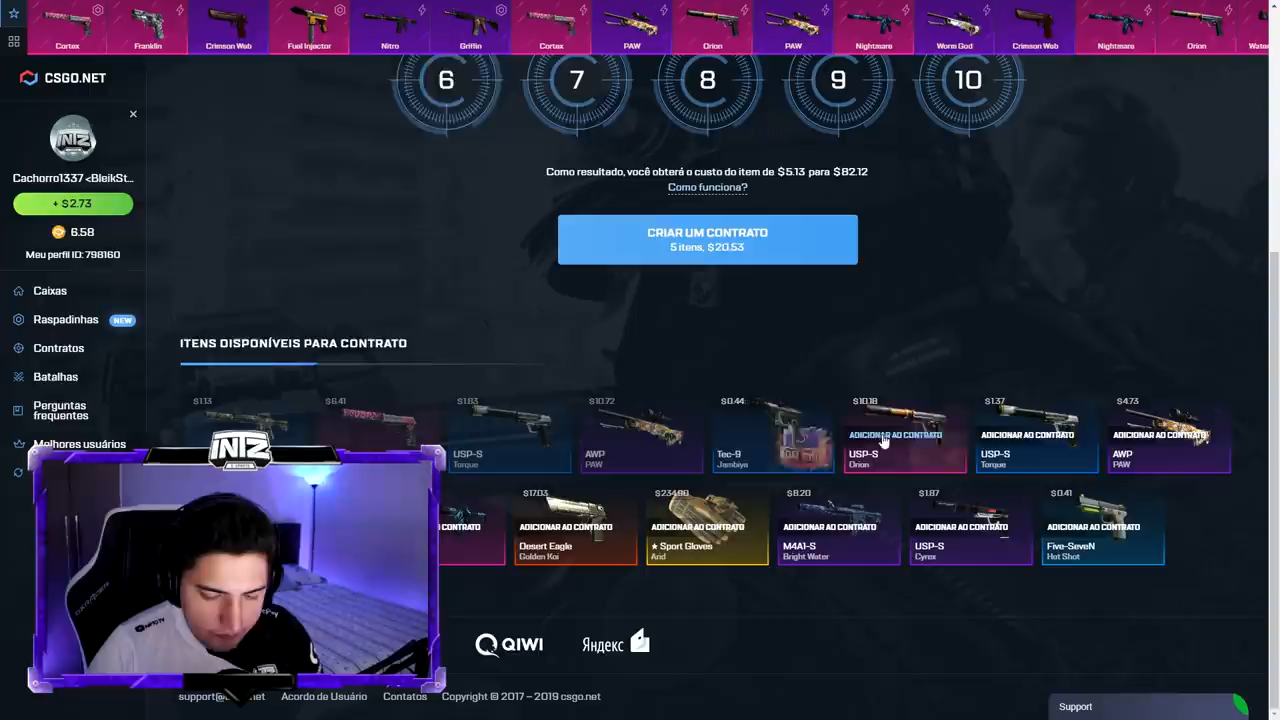 Cortex
Franklin
Crimson Web
Fuel Injector
Nitro
Griffin
Cortex
PAW
Orion
PAW
Nightmare
Worm God
Crimson Web
Nightmare
Orion
CSGO.NET
6
7
8
9
10
Cachorro1337 <BleikSt...
+ $2.73
6.58
Meu perfil ID: 798160
Como resultado, você obterá o custo do item de $5.13 para $82.12
Como funciona?
CRIAR UM CONTRATO
5 itens, $20.53
Caixas
Raspadinhas NEW
Contratos
Batalhas
Perguntas
frequentes
Melhores usuários
ITENS DISPONÍVEIS PARA CONTRATO
$1.13
$6.41
$1.83
USP-S
Torque
$10.72
AWP
PAW
$0.44
Tec-9
Jambiya
$10.18
ADICIONAR AO CONTRATO
USP-S
Orion
$1.37
ADICIONAR AO CONTRATO
USP-S
Torque
$4.73
ADICIONAR AO CONTRATO
AWP
PAW
$17.03
ADICIONAR AO CONTRATO
Desert Eagle
Golden Koi
$234.98
ADICIONAR AO CONTRATO
★ Sport Gloves
Arid
$8.20
ADICIONAR AO CONTRATO
M4A1-S
Bright Water
$1.87
ADICIONAR AO CONTRATO
USP-S
Cyrex
$0.41
ADICIONAR AO CONTRATO
Five-SeveN
Hot Shot
NTZ
QIWI
Яндекс
Acordo de Usuário
Contatos
Copyright © 2017 – 2019 csgo.net
Support